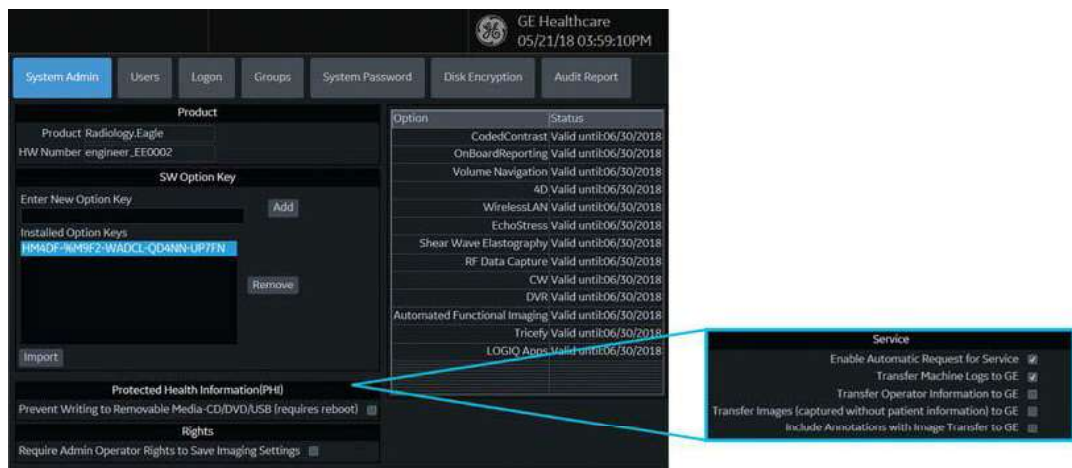 GE Healthcare
05/21/18 03:59:10PM
System Admin Users Logon Groups System Password Disk Encryption Audit Report
Product
Product Radiology.Eagle
HW Number engineer_EE0002
SW Option Key
Enter New Option Key
Add
Installed Option Keys
HM4DF-%M9F2-WADCL-QD4NN-UP7FN
Remove
Import
Protected Health Information(PHI)
Prevent Writing to Removable Media-CD/DVD/USB (requires reboot)
Rights
Require Admin Operator Rights to Save Imaging Settings
Option Status
CodedContrast Valid until:06/30/2018
OnBoardReporting Valid until:06/30/2018
Volume Navigation Valid until:06/30/2018
4D Valid until:06/30/2018
WirelessLAN Valid until:06/30/2018
EchoStress Valid until:06/30/2018
Shear Wave Elastography Valid until:06/30/2018
RF Data Capture Valid until:06/30/2018
CW Valid until:06/30/2018
DVR Valid until:06/30/2018
Automated Functional Imaging Valid until:06/30/2018
Tricefy Valid until:06/30/2018
LOGIQ Apps Valid until:06/30/2018
Service
Enable Automatic Request for Service
Transfer Machine Logs to GE
Transfer Operator Information to GE
Transfer Images (captured without patient information) to GE
Include Annotations with Image Transfer to GE